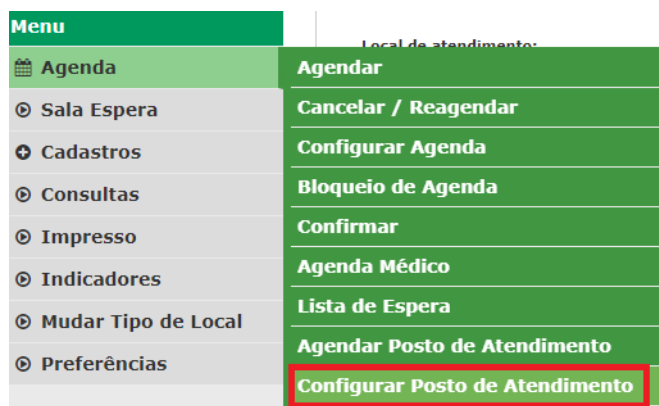 Menu
Local de atendimento:
Agenda
Agendar
Cancelar / Reagendar
Configurar Agenda
Bloqueio de Agenda
Confirmar
Agenda Médico
Lista de Espera
Agendar Posto de Atendimento
Configurar Posto de Atendimento
Sala Espera
Cadastros
Consultas
Impresso
Indicadores
Mudar Tipo de Local
Preferências